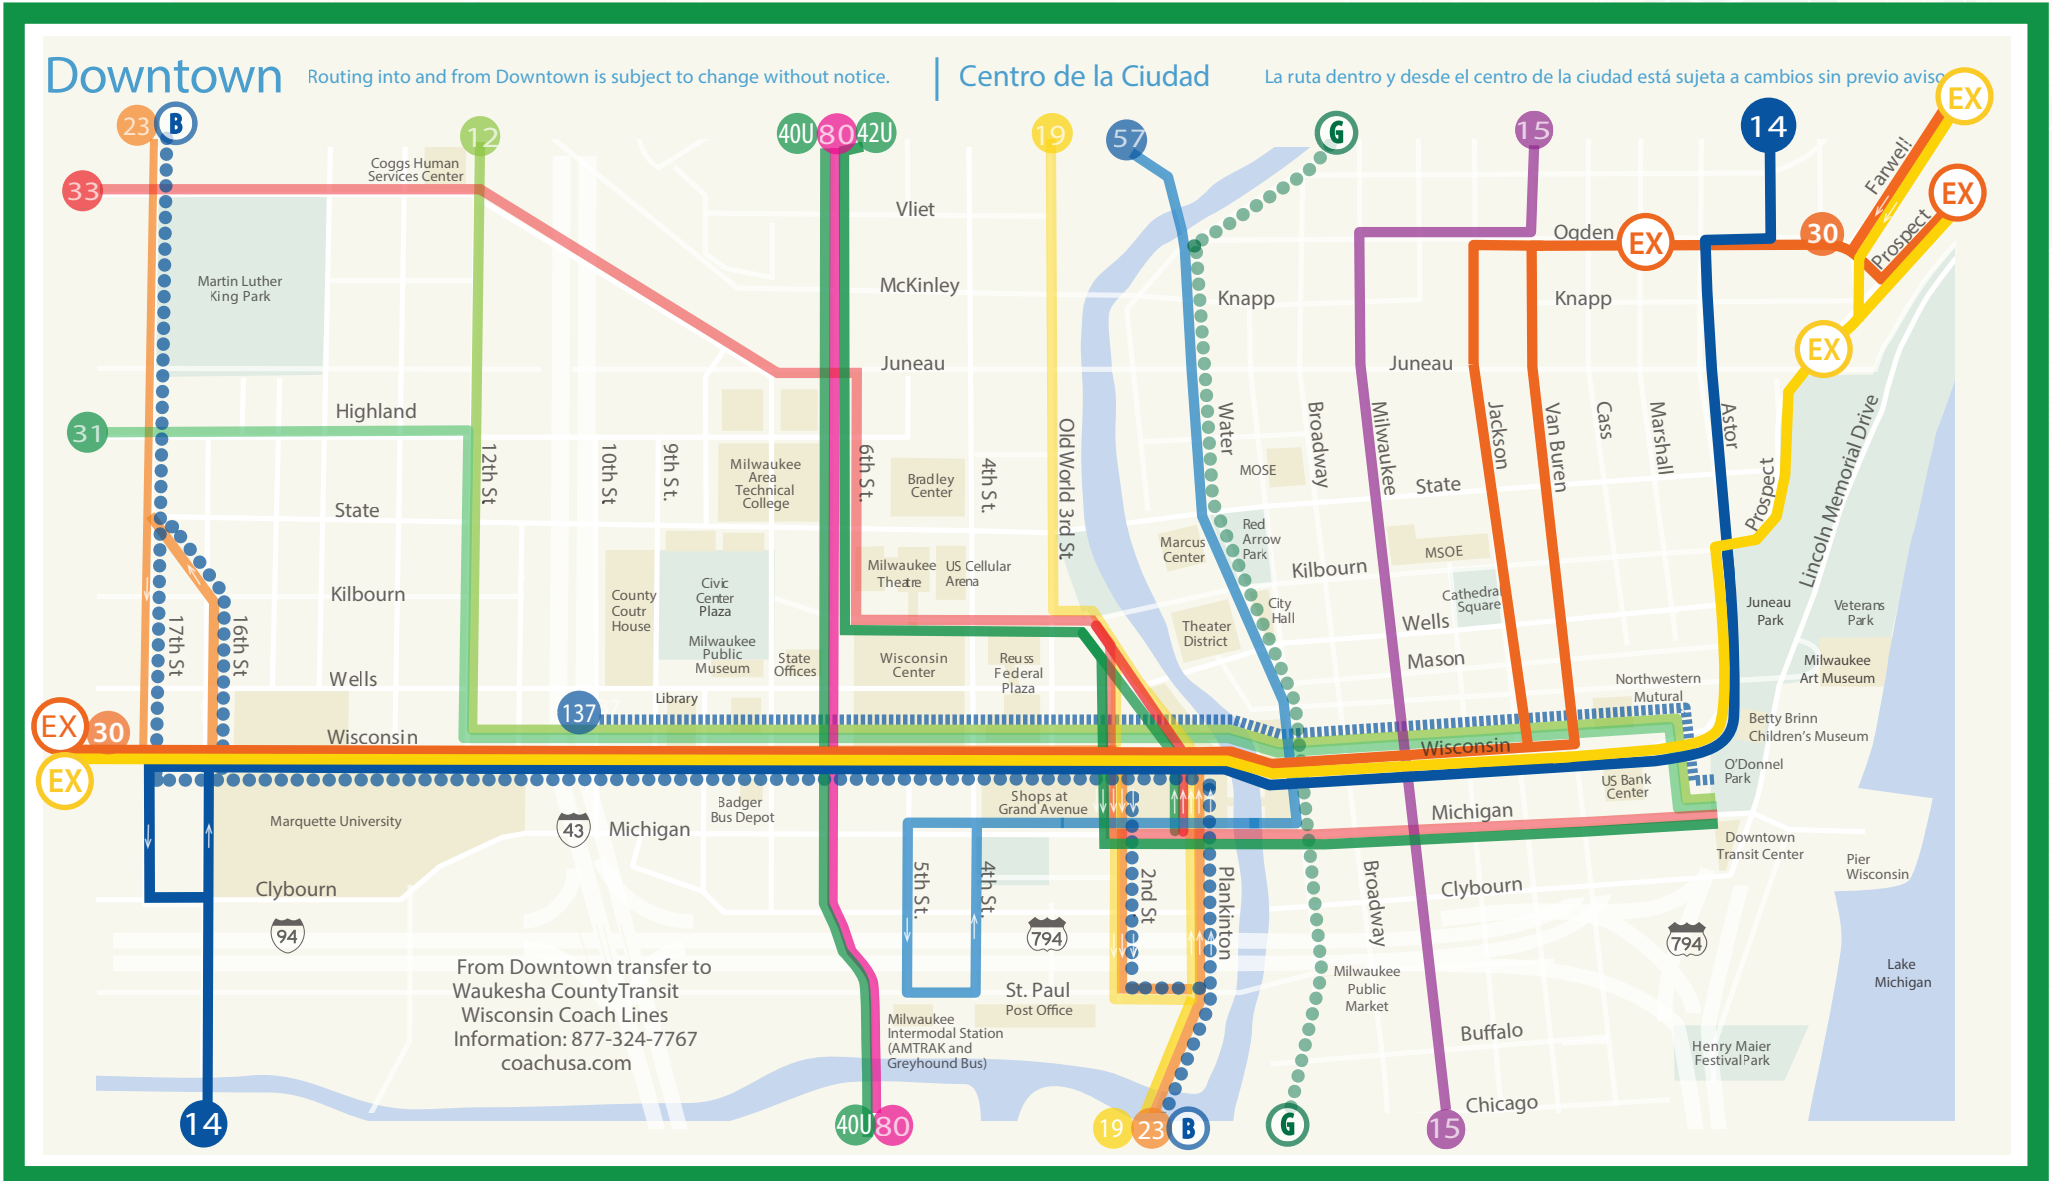 Downtown
Routing into and from Downtown is subject to change without notice.
Centro de la Ciudad
La ruta dentro y desde el centro de la ciudad está sujeta a cambios sin previo aviso
EX
23
B
12
40U
80
42U
19
57
G
15
14
Farwell
Coggs Human
Services Center
33
EX
Vliet
Ogden
EX
30
Prospect
Martin Luther
King Park
McKinley
Knapp
Knapp
EX
Juneau
Juneau
Highland
31
12th St.
10th St
9th St.
6th St.
4th St.
Old World 3rd St
Water
Broadway
Milwaukee
Jackson
Van Buren
Cass
Marshall
Astor
Prospect
Lincoln Memorial Drive
Milwaukee
Area
Technical
College
Bradley
Center
MOSE
State
State
Red
Arrow
Park
Marcus
Center
MSOE
Milwaukee
Theatre
US Cellular
Arena
Kilbourn
Kilbourn
Civic
Center
Plaza
County
Coutr
House
Cathedral
Square
City
Hall
Juneau
Park
Veterans
Park
17th St
16th St
Theater
District
Wells
Milwaukee
Public
Museum
State
Offices
Wisconsin
Center
Reuss
Federal
Plaza
Mason
Milwaukee
Art Museum
Wells
Library
Northwestern
Mutural
137
EX
30
Wisconsin
Wisconsin
Betty Brinn
Children's Museum
EX
O'Donnel
Park
US Bank
Center
Shops at
Grand Avenue
Badger
Bus Depot
Marquette University
43
Michigan
Michigan
Downtown
Transit Center
Pier
Wisconsin
Clybourn
5th St.
4th St.
2nd St
Plankinton
Broadway
Clybourn
94
794
794
From Downtown transfer to
Waukesha CountyTransit
Wisconsin Coach Lines
Information: 877-324-7767
coachusa.com
St. Paul
Post Office
Milwaukee
Public
Market
Lake
Michigan
Milwaukee
Intermodal Station
(AMTRAK and
Greyhound Bus)
Buffalo
Henry Maier
FestivalPark
Chicago
14
40U
80
19
23
B
G
15